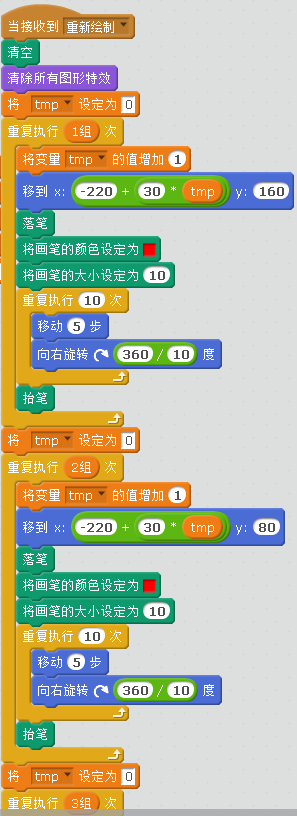 当接收到 重新绘制
清空
清除所有图形特效
将 tmp 设定为 0
重复执行 1组 次
将变量 tmp 的值增加 1
移到 x: -220 + 30 * tmp y: 160
落笔
将画笔的颜色设定为
将画笔的大小设定为 10
重复执行 10 次
移动 5 步
向右旋转 360 / 10 度
抬笔
将 tmp 设定为 0
重复执行 2组 次
将变量 tmp 的值增加 1
移到 x: -220 + 30 * tmp y: 80
落笔
将画笔的颜色设定为
将画笔的大小设定为 10
重复执行 10 次
移动 5 步
向右旋转 360 / 10 度
抬笔
将 tmp 设定为 0
重复执行 3组 次